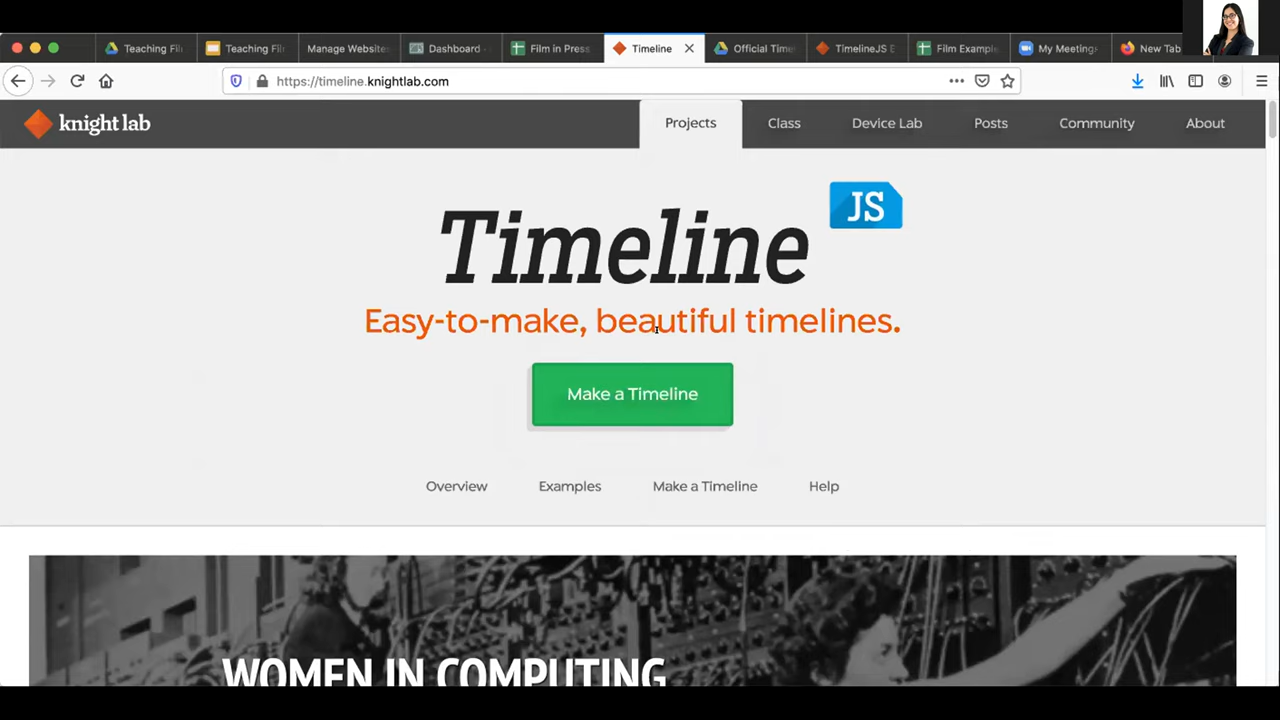 Teaching Fil
Teaching Film
Manage Website
Dashboard
Film in Press
Timeline
Official Time
TimelineJS E
Film Example
My Meeting
New Tab
https://timeline.knightlab.com
knight lab
Projects
Class
Device Lab
Posts
Community
About
Timeline
JS
Easy-to-make, beautiful timelines.
Make a Timeline
Overview
Examples
Make a Timeline
Help
WOMEN IN COMPUTING